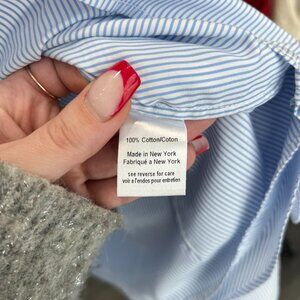 100% Cotton/Coton
Made in New York
Fabriqué a New York
see reverse for care
voir a l'endos pour entretien